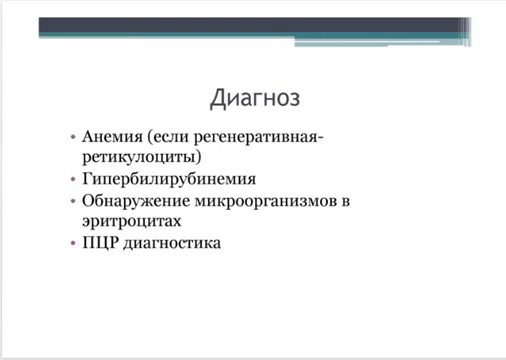 Диагноз
• Анемия (если регенеративная-
ретикулоциты)
• Гипербилирубинемия
• Обнаружение микроорганизмов в
эритроцитах
• ПЦР диагностика